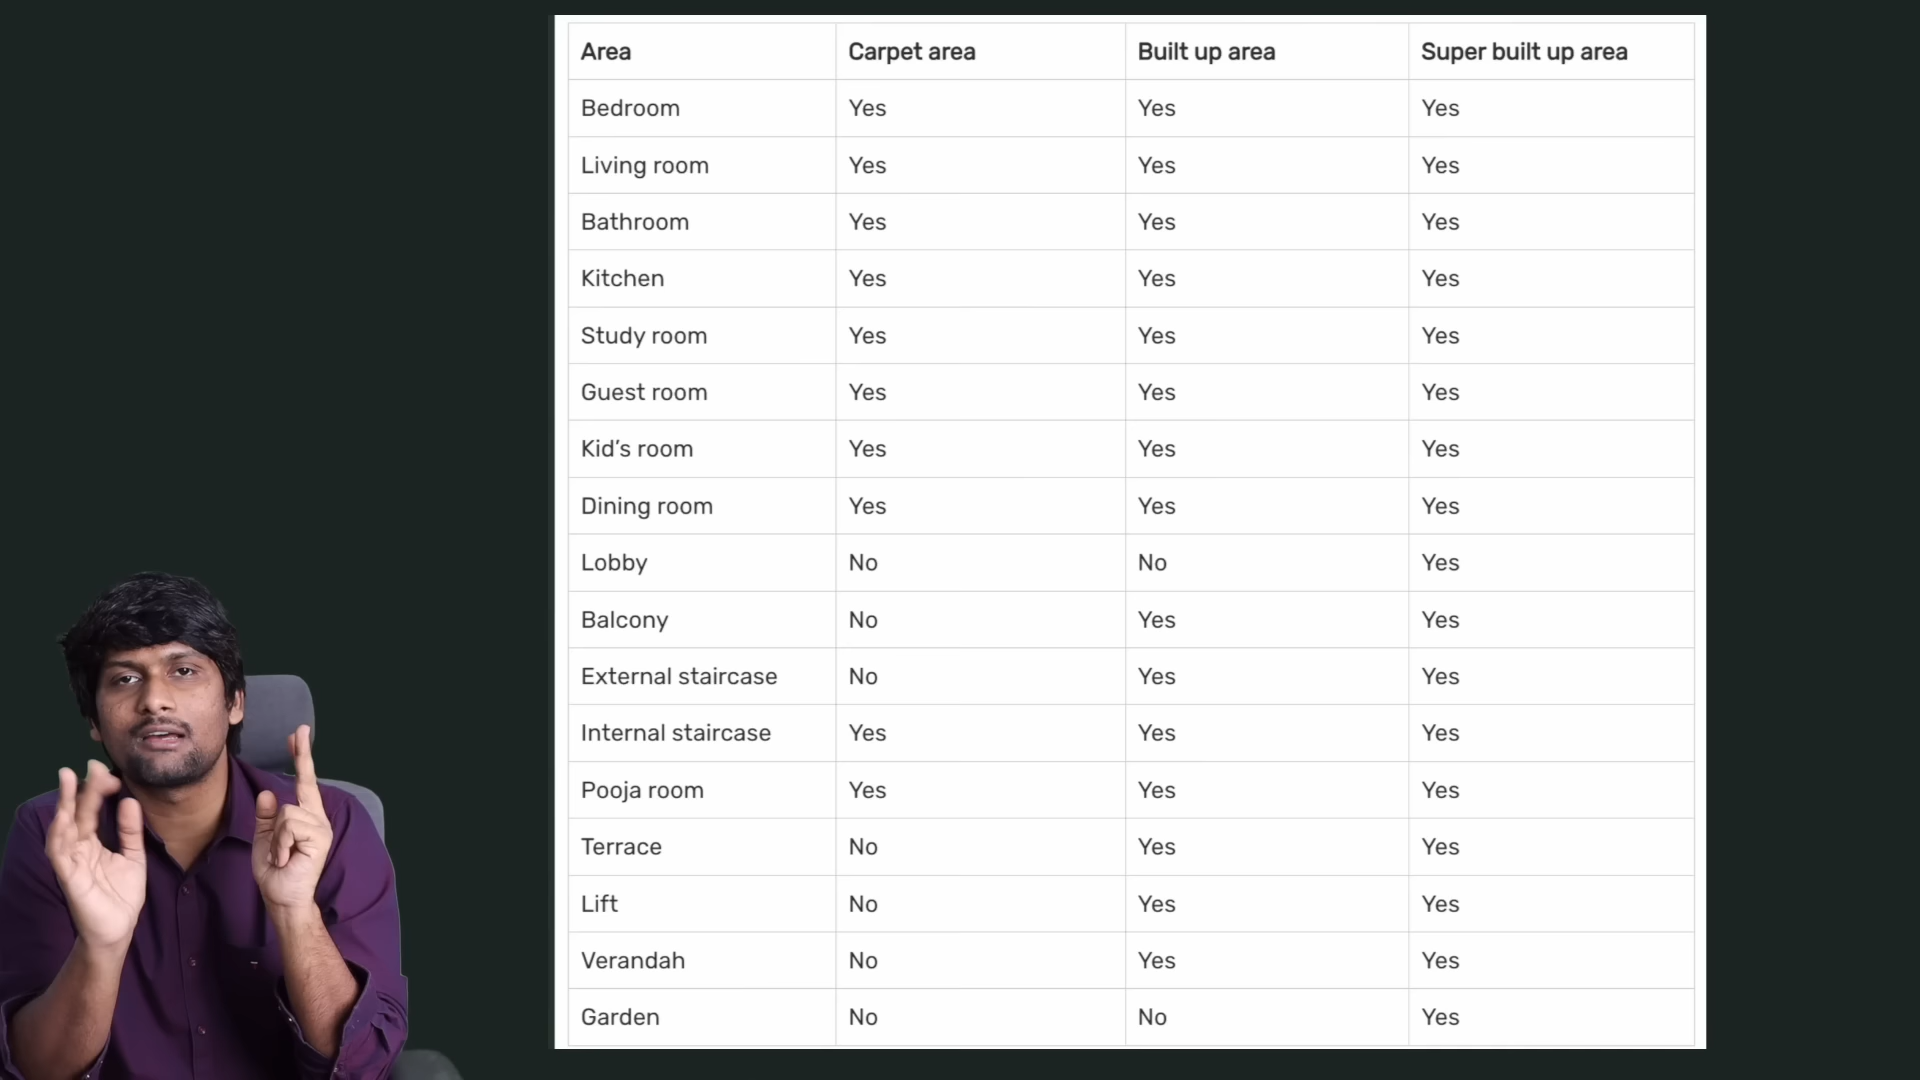 Area Carpet area Built up area Super built up area
Bedroom Yes Yes Yes
Living room Yes Yes Yes
Bathroom Yes Yes Yes
Kitchen Yes Yes Yes
Study room Yes Yes Yes
Guest room Yes Yes Yes
Kid’s room Yes Yes Yes
Dining room Yes Yes Yes
Lobby No No Yes
Balcony No Yes Yes
External staircase No Yes Yes
Internal staircase Yes Yes Yes
Pooja room Yes Yes Yes
Terrace No Yes Yes
Lift No Yes Yes
Verandah No Yes Yes
Garden No No Yes